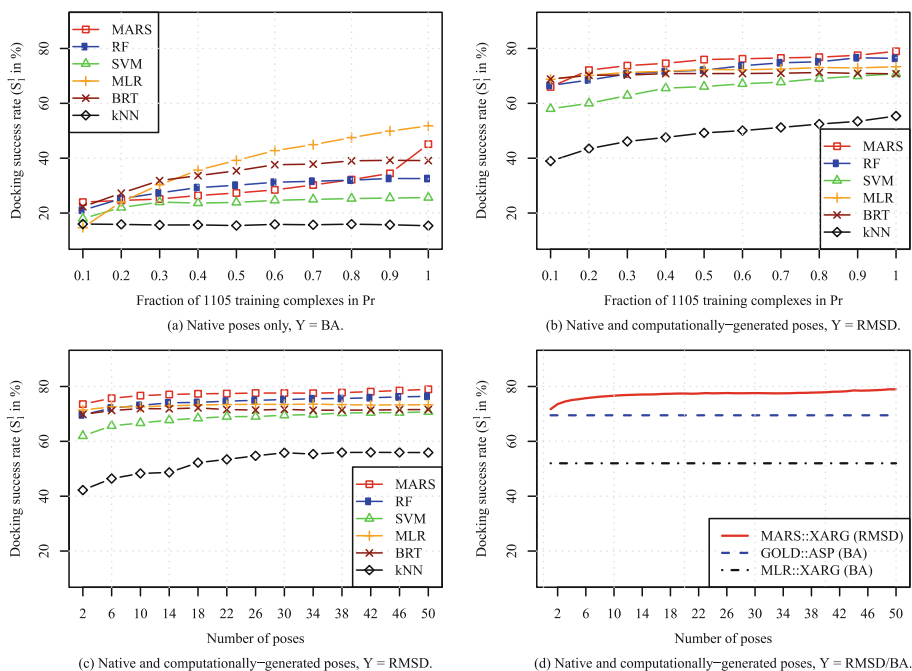 Docking success rate (S¹₁ in %)
80
60
40
20
MARS
RF
SVM
MLR
BRT
kNN
0.1 0.2 0.3 0.4 0.5 0.6 0.7 0.8 0.9 1
Fraction of 1105 training complexes in Pr
(a) Native poses only, Y = BA.
Docking success rate (S¹₁ in %)
80
60
40
20
MARS
RF
SVM
MLR
BRT
kNN
0.1 0.2 0.3 0.4 0.5 0.6 0.7 0.8 0.9 1
Fraction of 1105 training complexes in Pr
(b) Native and computationally−generated poses, Y = RMSD.
Docking success rate (S¹₁ in %)
80
60
40
20
MARS
RF
SVM
MLR
BRT
kNN
2 6 10 14 18 22 26 30 34 38 42 46 50
Number of poses
(c) Native and computationally−generated poses, Y = RMSD.
Docking success rate (S¹₁ in %)
80
60
40
20
MARS::XARG (RMSD)
GOLD::ASP (BA)
MLR::XARG (BA)
2 6 10 14 18 22 26 30 34 38 42 46 50
Number of poses
(d) Native and computationally−generated poses, Y = RMSD/BA.